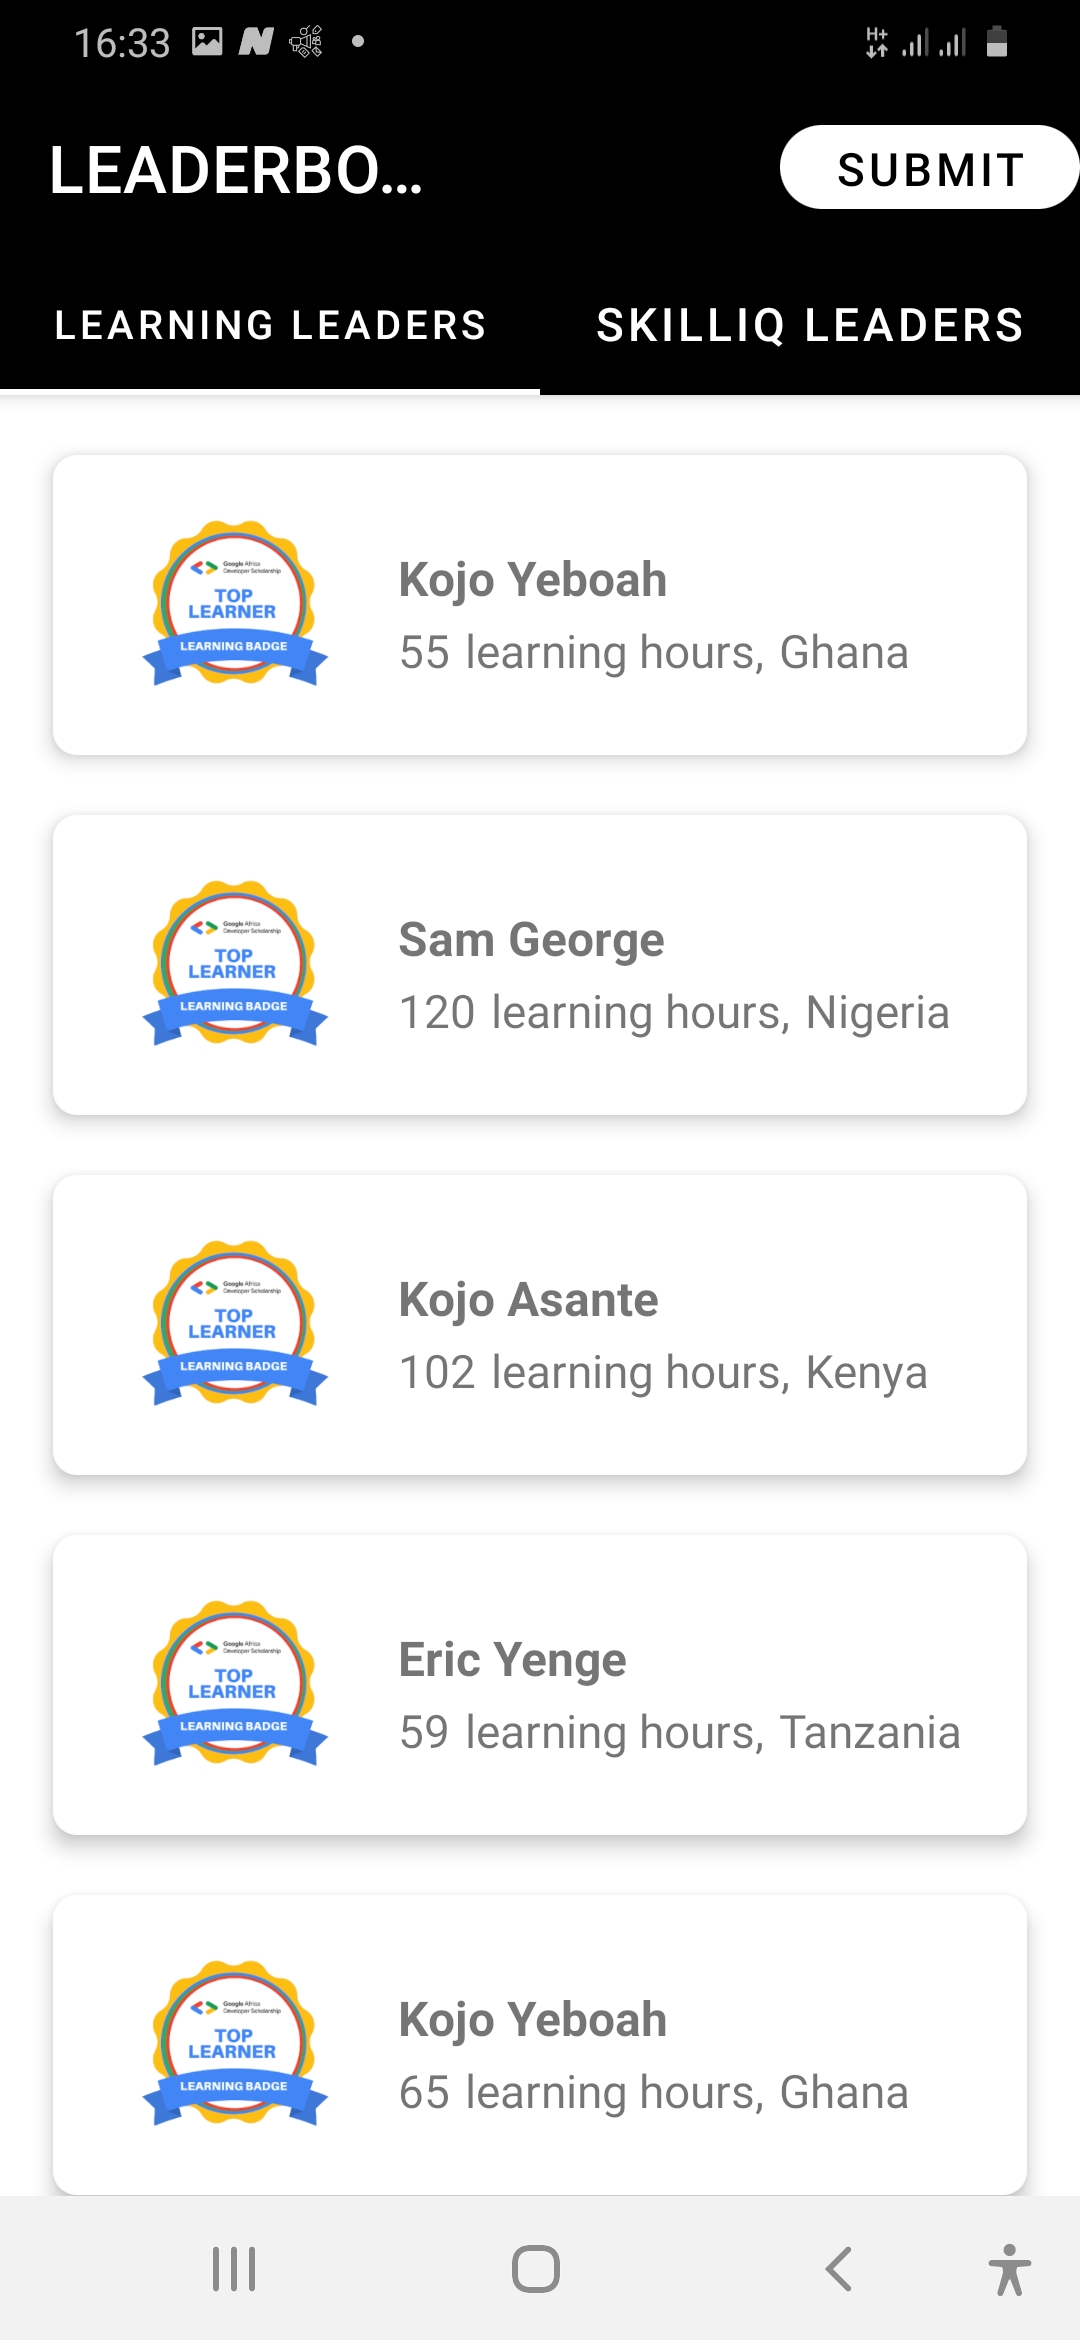 16:33
H+
LEADERBO...
SUBMIT
LEARNING LEADERS
SKILLIQ LEADERS
Google Africa
Developer Scholarship
TOP
LEARNER
LEARNING BADGE
Kojo Yeboah
55 learning hours, Ghana
Google Africa
Developer Scholarship
TOP
LEARNER
LEARNING BADGE
Sam George
120 learning hours, Nigeria
Google Africa
Developer Scholarship
TOP
LEARNER
LEARNING BADGE
Kojo Asante
102 learning hours, Kenya
Google Africa
Developer Scholarship
TOP
LEARNER
LEARNING BADGE
Eric Yenge
59 learning hours, Tanzania
Google Africa
Developer Scholarship
TOP
LEARNER
LEARNING BADGE
Kojo Yeboah
65 learning hours, Ghana